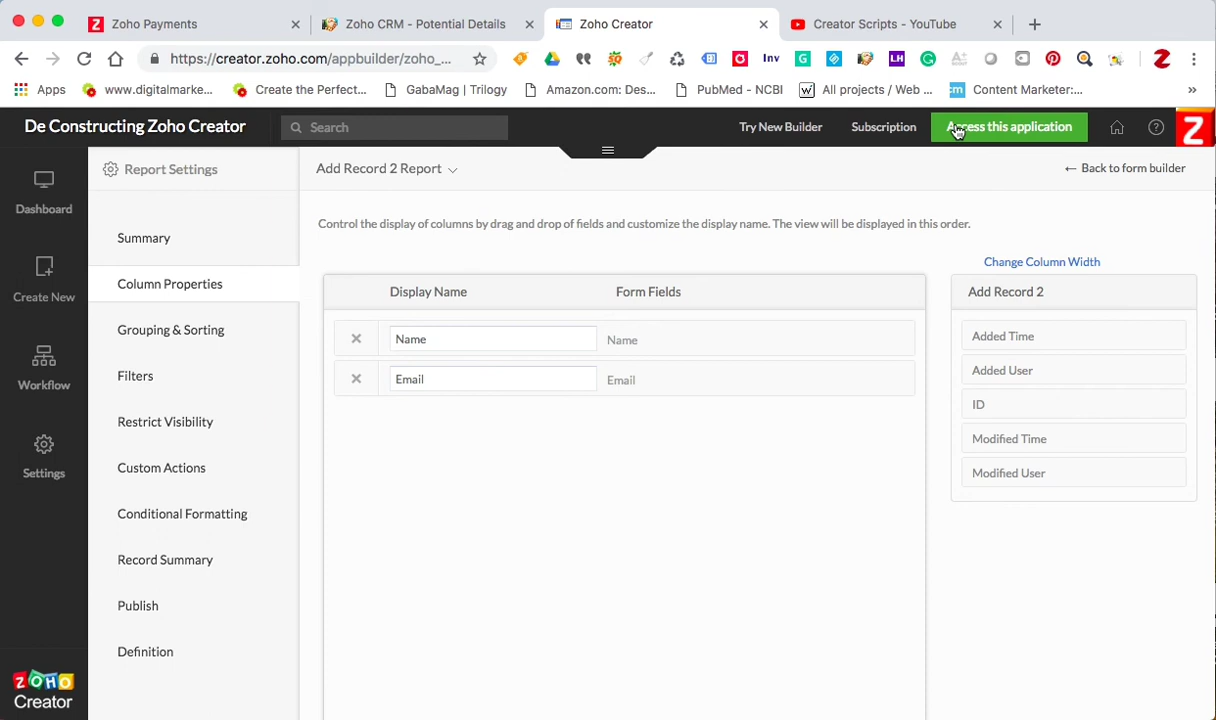 Zoho Payments
Zoho CRM - Potential Details
Zoho Creator
Creator Scripts - YouTube
https://creator.zoho.com/appbuilder/zoho_...
Inv
LH
Apps
www.digitalmarke...
Create the Perfect...
GabaMag | Trilogy
Amazon.com: Des...
PubMed - NCBI
All projects / Web ...
cm
Content Marketer:...
»
De Constructing Zoho Creator
Search
Try New Builder
Subscription
Access this application
Report Settings
Add Record 2 Report
← Back to form builder
Dashboard
Create New
Workflow
Settings
ZOHO
Creator
Summary
Column Properties
Grouping & Sorting
Filters
Restrict Visibility
Custom Actions
Conditional Formatting
Record Summary
Publish
Definition
Control the display of columns by drag and drop of fields and customize the display name. The view will be displayed in this order.
Change Column Width
Display Name
Form Fields
Name
Name
Email
Email
Add Record 2
Added Time
Added User
ID
Modified Time
Modified User